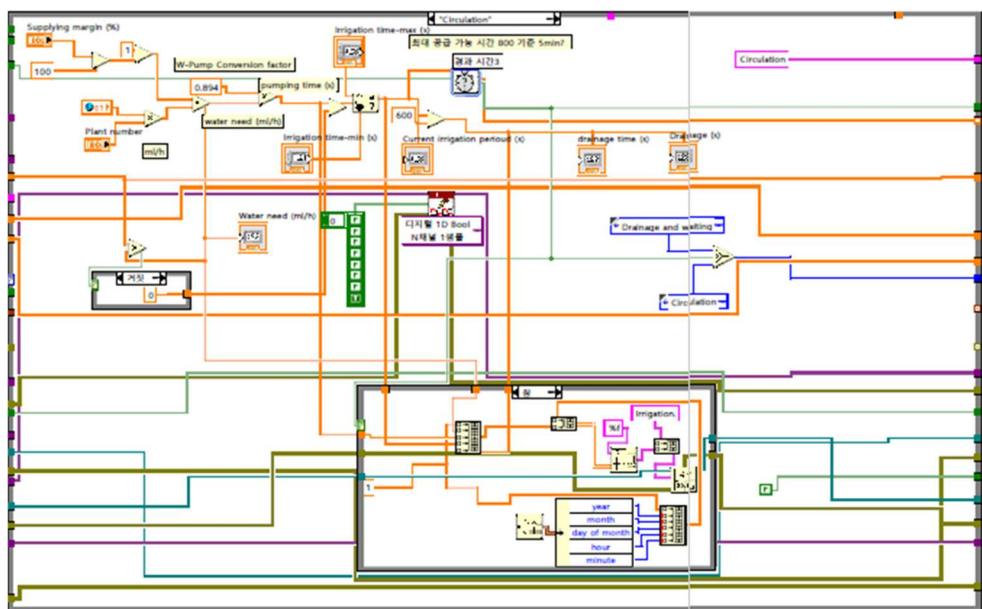 "Circulation"
Supplying margin (%)
Irrigation time-max (s)
최대 공급 가능 시간 800 기준 5min?
1
경과 시간3
Circulation
100
W-Pump Conversion factor
0.894
pumping time (s)
600
water need (ml/h)
Plant number
Irrigation time-min (s)
Current irrigation perioud (s)
drainage time (s)
Drainage (s)
ml/h
Water need (ml/h)
0
디지털 1D Bool
N채널 1샘플
Drainage and waiting
거짓
0
Circulation
참
Irrigation.
%f
1
year
month
day of month
hour
minute